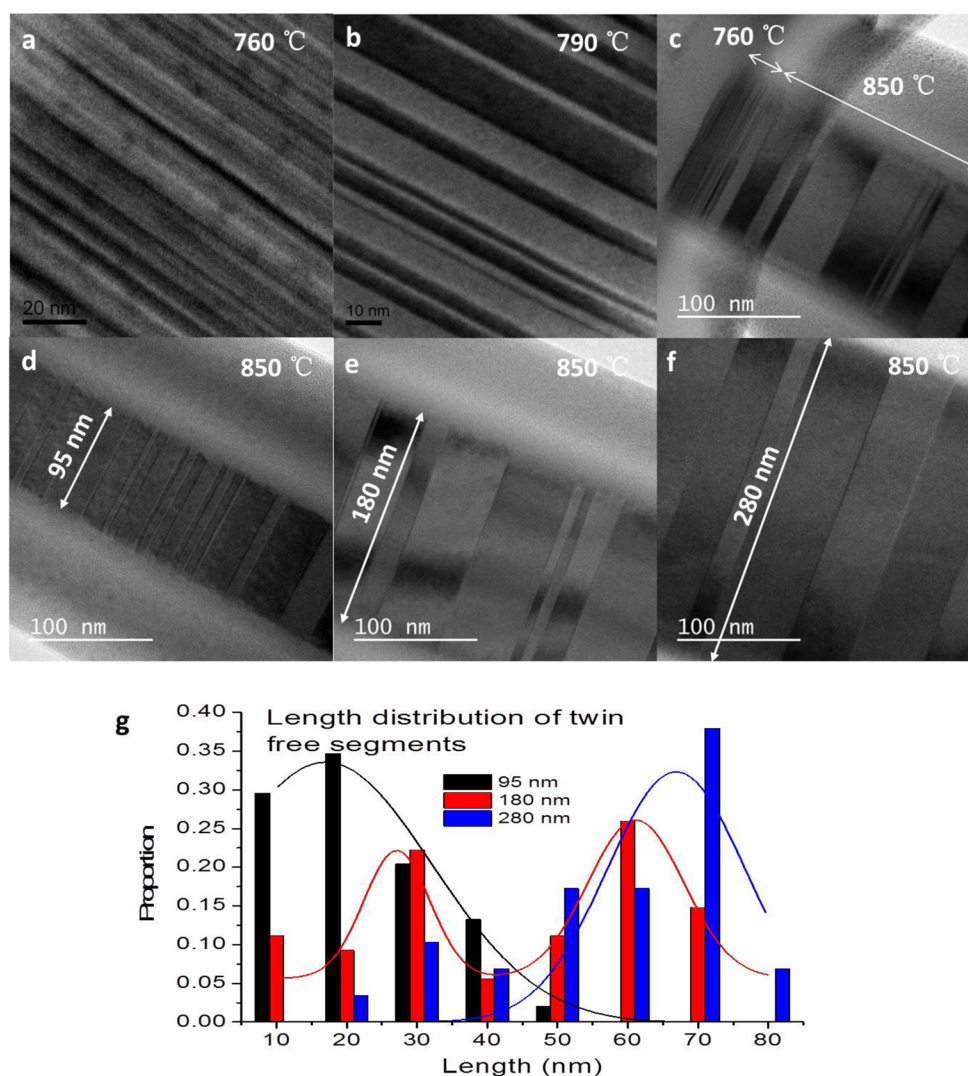 a
760 ℃
20 nm
b
790 ℃
10 nm
c
760 ℃
850 ℃
100 nm
d
850 ℃
95 nm
100 nm
e
850 ℃
180 nm
100 nm
f
850 ℃
280 nm
g
Length distribution of twin
free segments
95 nm
180 nm
280 nm
Proportion
0.40
0.35
0.30
0.25
0.20
0.15
0.10
0.05
0.00
10 20 30 40 50 60 70 80
Length (nm)